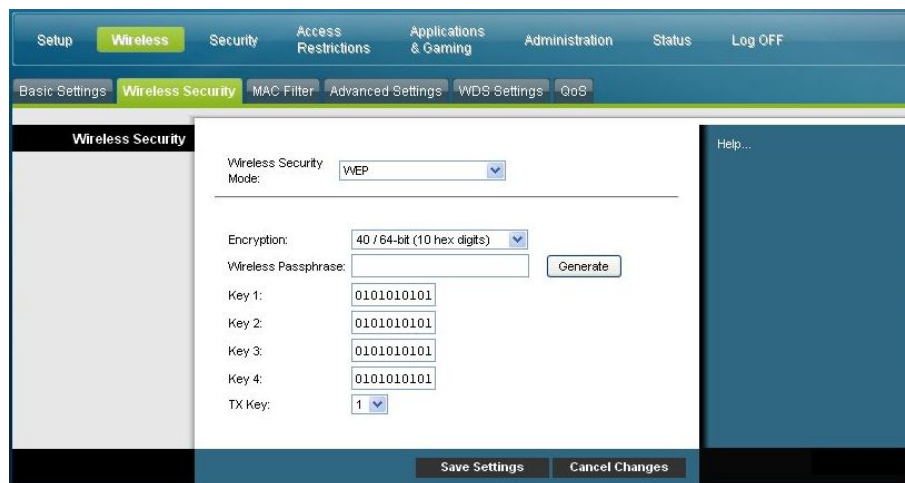 Setup Wireless Security Access Restrictions Applications & Gaming Administration Status Log OFF
Basic Settings Wireless Security MAC Filter Advanced Settings WDS Settings QoS
Wireless Security
Help...
Wireless Security Mode: WEP
Encryption: 40 / 64-bit (10 hex digits)
Wireless Passphrase: Generate
Key 1: 0101010101
Key 2: 0101010101
Key 3: 0101010101
Key 4: 0101010101
TX Key: 1
Save Settings Cancel Changes